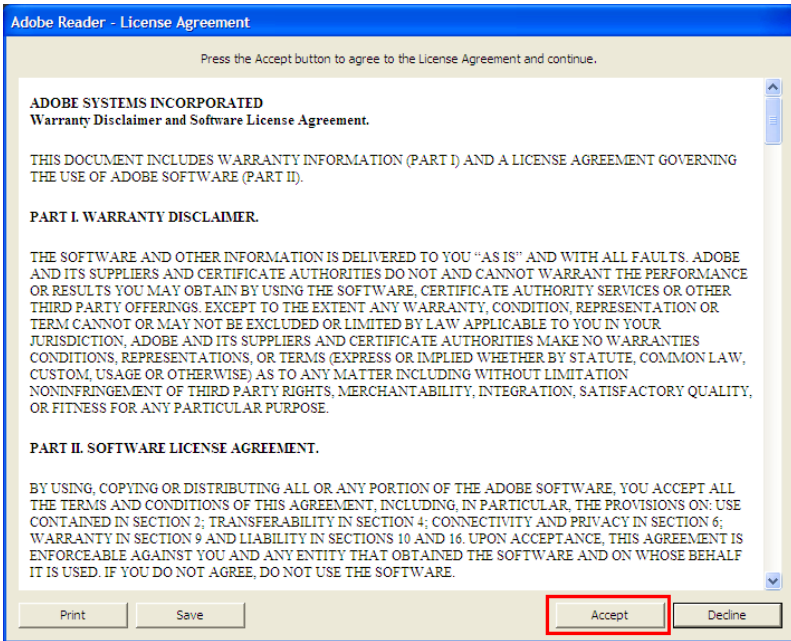 Adobe Reader - License Agreement
Press the Accept button to agree to the License Agreement and continue.
ADOBE SYSTEMS INCORPORATED
Warranty Disclaimer and Software License Agreement.
THIS DOCUMENT INCLUDES WARRANTY INFORMATION (PART I) AND A LICENSE AGREEMENT GOVERNING
THE USE OF ADOBE SOFTWARE (PART II).
PART I. WARRANTY DISCLAIMER.
THE SOFTWARE AND OTHER INFORMATION IS DELIVERED TO YOU “AS IS” AND WITH ALL FAULTS. ADOBE
AND ITS SUPPLIERS AND CERTIFICATE AUTHORITIES DO NOT AND CANNOT WARRANT THE PERFORMANCE
OR RESULTS YOU MAY OBTAIN BY USING THE SOFTWARE, CERTIFICATE AUTHORITY SERVICES OR OTHER
THIRD PARTY OFFERINGS. EXCEPT TO THE EXTENT ANY WARRANTY, CONDITION, REPRESENTATION OR
TERM CANNOT OR MAY NOT BE EXCLUDED OR LIMITED BY LAW APPLICABLE TO YOU IN YOUR
JURISDICTION, ADOBE AND ITS SUPPLIERS AND CERTIFICATE AUTHORITIES MAKE NO WARRANTIES
CONDITIONS, REPRESENTATIONS, OR TERMS (EXPRESS OR IMPLIED WHETHER BY STATUTE, COMMON LAW,
CUSTOM, USAGE OR OTHERWISE) AS TO ANY MATTER INCLUDING WITHOUT LIMITATION
NONINFRINGEMENT OF THIRD PARTY RIGHTS, MERCHANTABILITY, INTEGRATION, SATISFACTORY QUALITY,
OR FITNESS FOR ANY PARTICULAR PURPOSE.
PART II. SOFTWARE LICENSE AGREEMENT.
BY USING, COPYING OR DISTRIBUTING ALL OR ANY PORTION OF THE ADOBE SOFTWARE, YOU ACCEPT ALL
THE TERMS AND CONDITIONS OF THIS AGREEMENT, INCLUDING, IN PARTICULAR, THE PROVISIONS ON: USE
CONTAINED IN SECTION 2; TRANSFERABILITY IN SECTION 4; CONNECTIVITY AND PRIVACY IN SECTION 6;
WARRANTY IN SECTION 9 AND LIABILITY IN SECTIONS 10 AND 16. UPON ACCEPTANCE, THIS AGREEMENT IS
ENFORCEABLE AGAINST YOU AND ANY ENTITY THAT OBTAINED THE SOFTWARE AND ON WHOSE BEHALF
IT IS USED. IF YOU DO NOT AGREE, DO NOT USE THE SOFTWARE.
Print Save Accept Decline